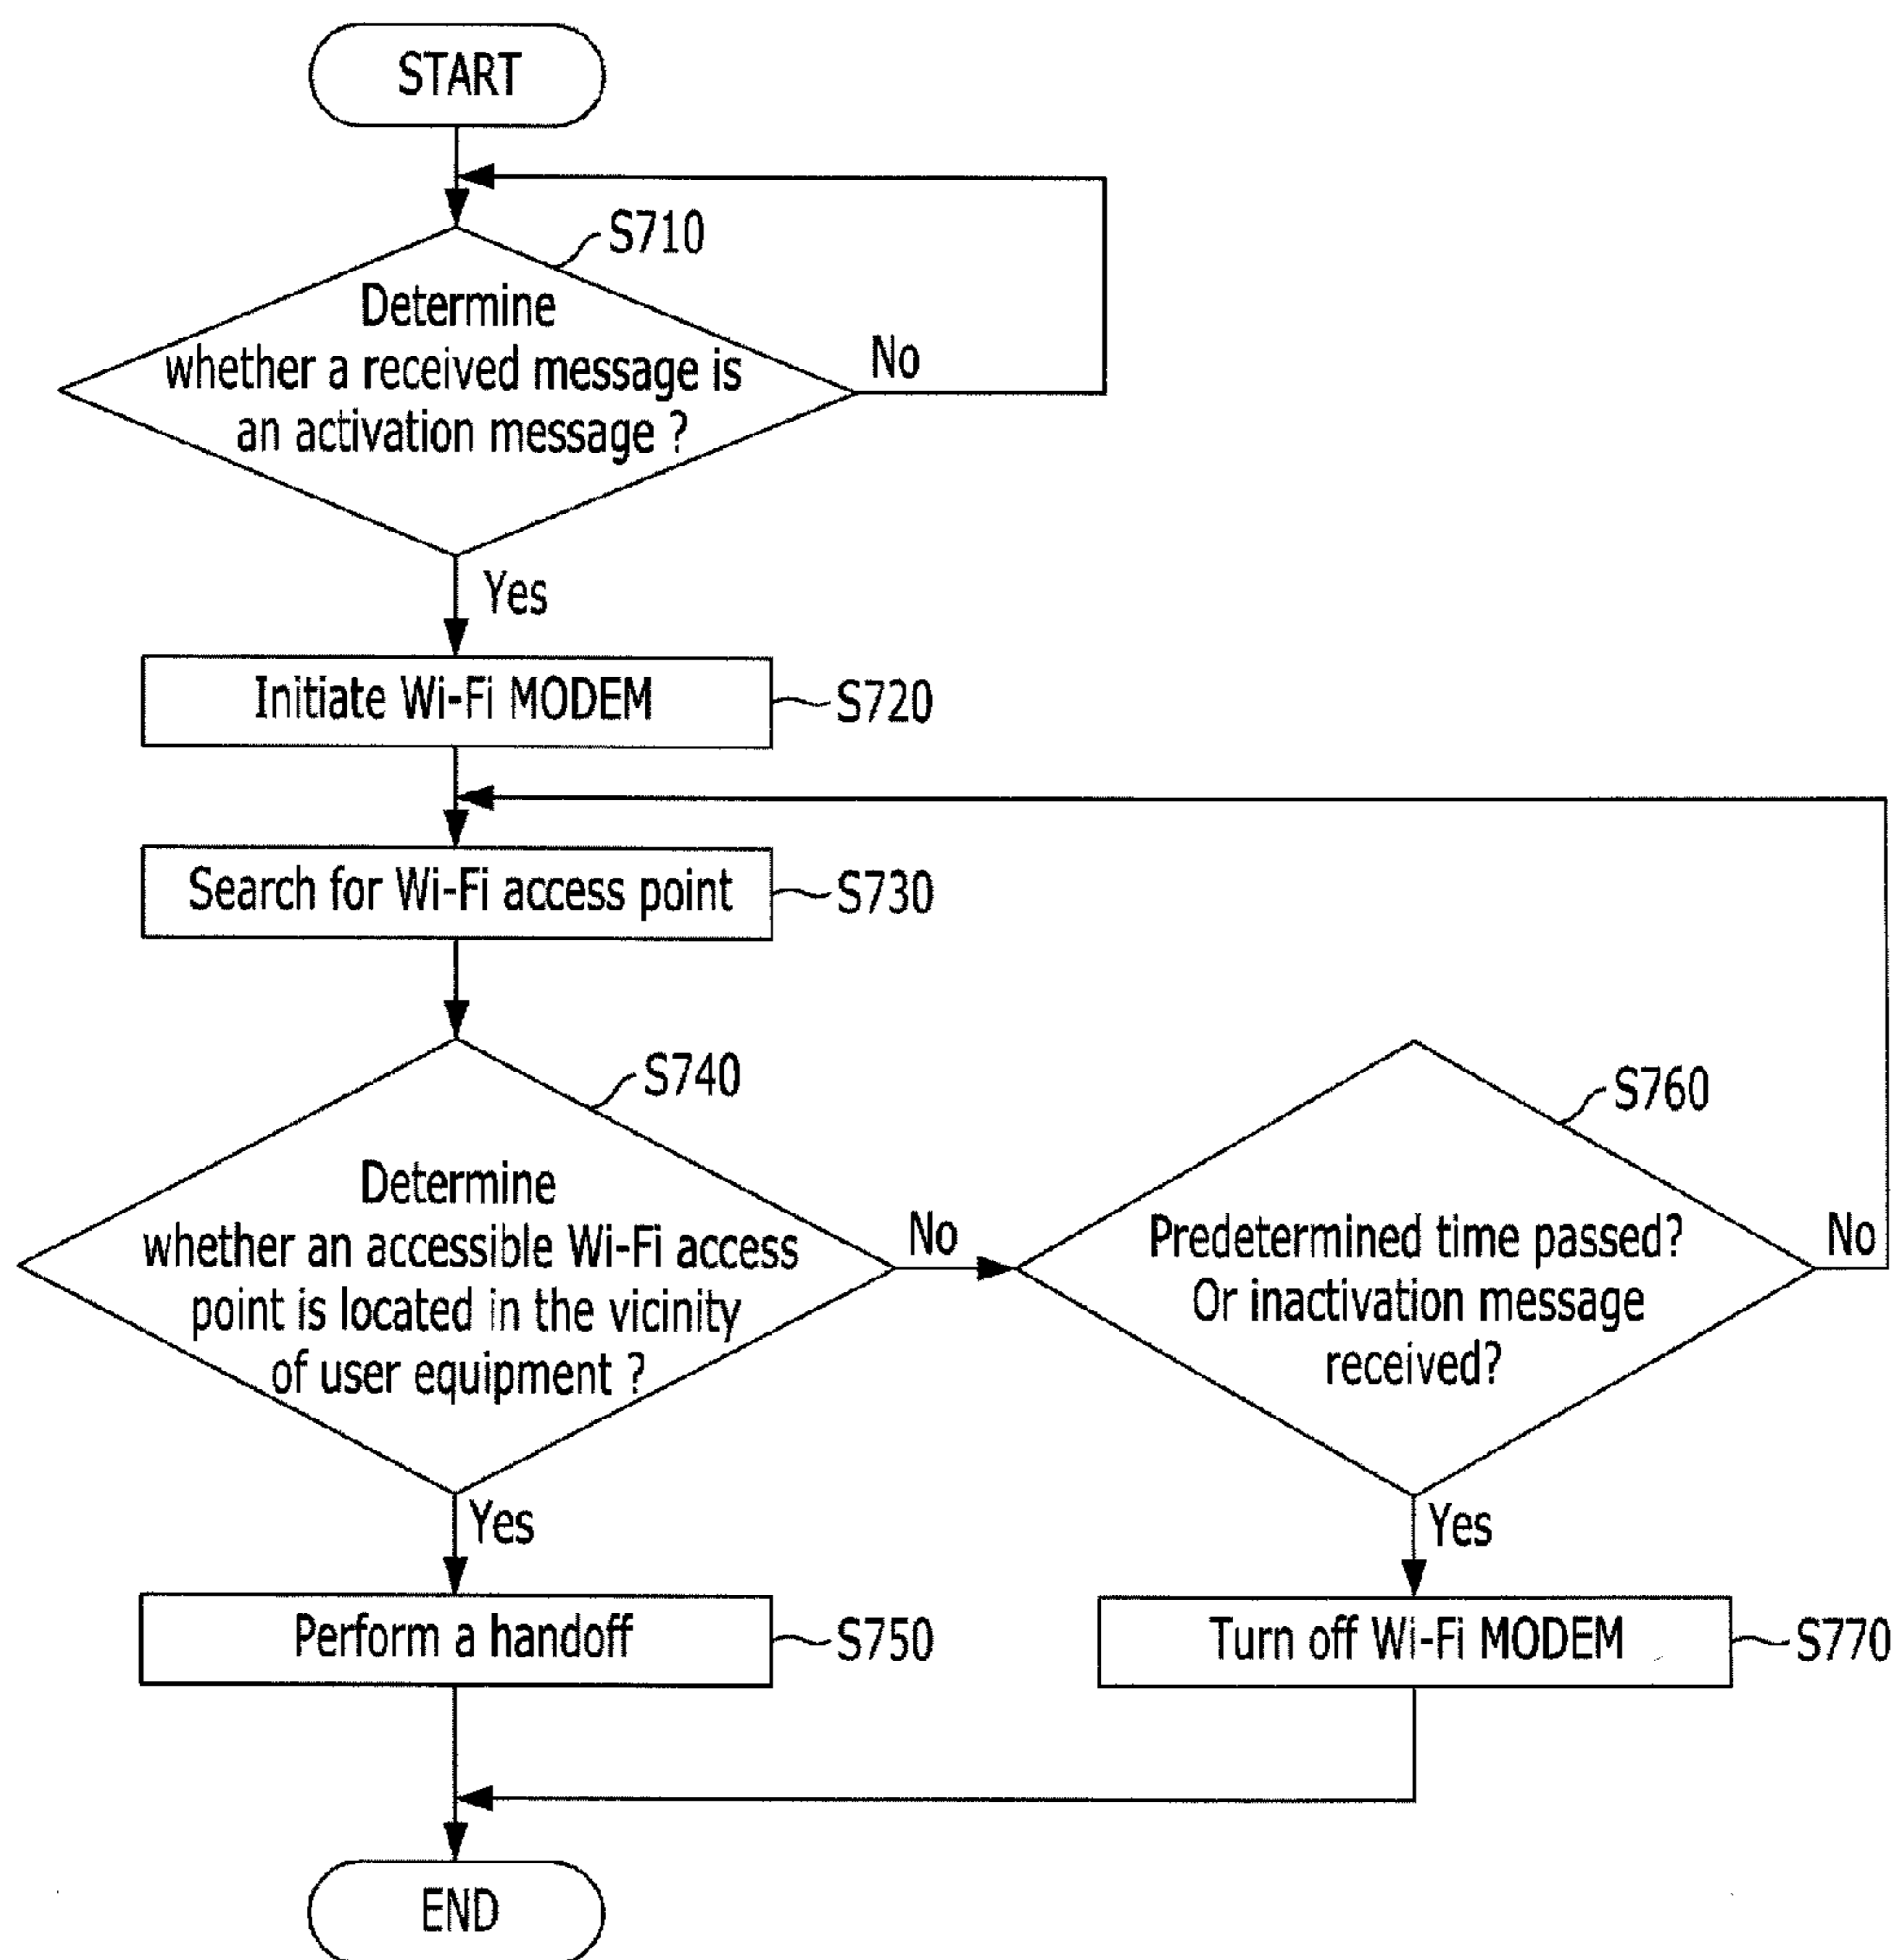 START
S710
Determine
whether a received message is
an activation message ?
No
Yes
Initiate Wi-Fi MODEM
S720
Search for Wi-Fi access point
S730
S740
Determine
whether an accessible Wi-Fi access
point is located in the vicinity
of user equipment ?
No
S760
Predetermined time passed?
Or inactivation message
received?
No
Yes
Yes
Perform a handoff
S750
Turn off Wi-Fi MODEM
S770
END